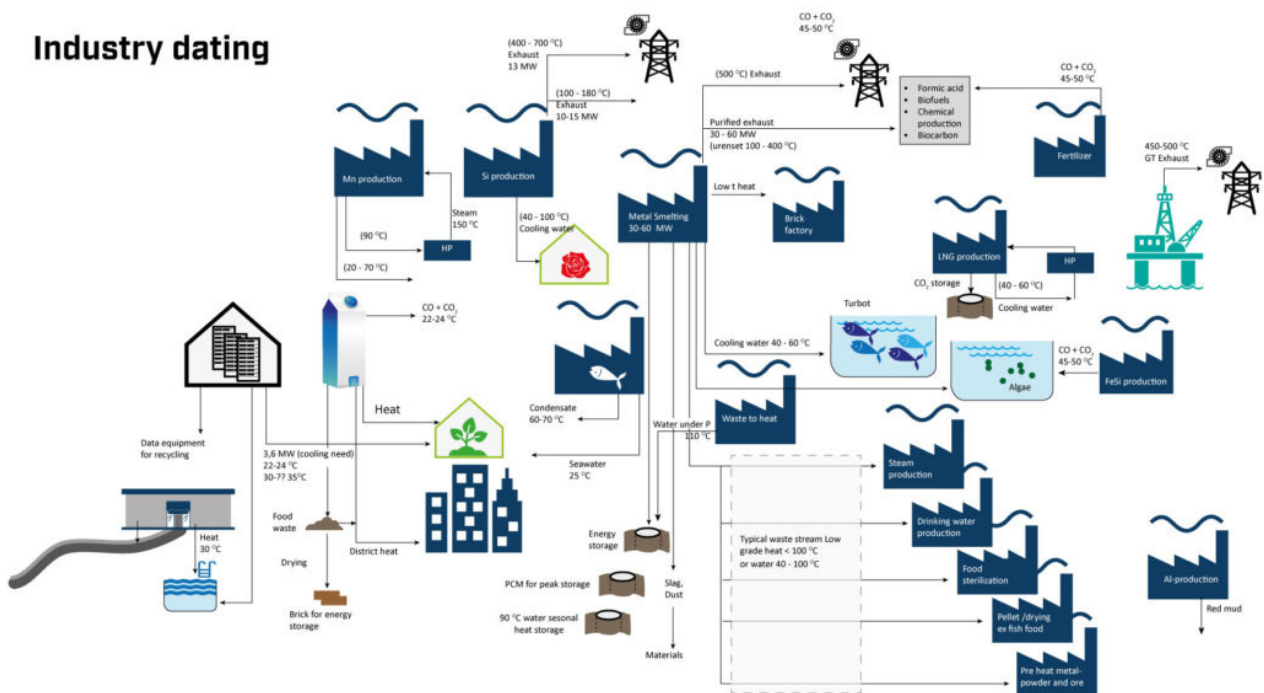 Industry dating
(400 - 700 °C)
Exhaust
13 MW
(100 - 180 °C)
Exhaust
10-15 MW
Mn production
Si production
Steam
150 °C
(90 °C)
HP
(20 - 70 °C)
(40 - 100 °C)
Cooling water
CO + CO2
45-50 °C
(500 °C) Exhaust
Purified exhaust
30 - 60 MW
(urenset 100 - 400 °C)
• Formic acid
• Biofuels
• Chemical
production
• Biocarbon
CO + CO2
45-50 °C
Fertilizer
450-500 °C
GT Exhaust
Metal Smelting
30-60 MW
Low t heat
Brick
factory
LNG production
HP
CO2 storage
(40 - 60 °C)
Cooling water
CO + CO2
22-24 °C
Turbot
Cooling water 40 - 60 °C
Algae
CO + CO2
45-50 °C
FeSi production
Heat
Condensate
60-70 °C
Water under P
110 °C
Waste to heat
Data equipment
for recycling
3,6 MW (cooling need)
22-24 °C
30-?? 35°C
Seawater
25 °C
Steam
production
Heat
30 °C
Food
waste
District heat
Drying
Brick for energy
storage
Energy
storage
PCM for peak storage
90 °C water sesonal
heat storage
Slag,
Dust
Materials
Typical waste stream Low
grade heat < 100 °C
or water 40 - 100 °C
Drinking water
production
Food
sterilization
Pellet /drying
ex fish food
Pre heat metal-
powder and ore
Al-production
Red mud